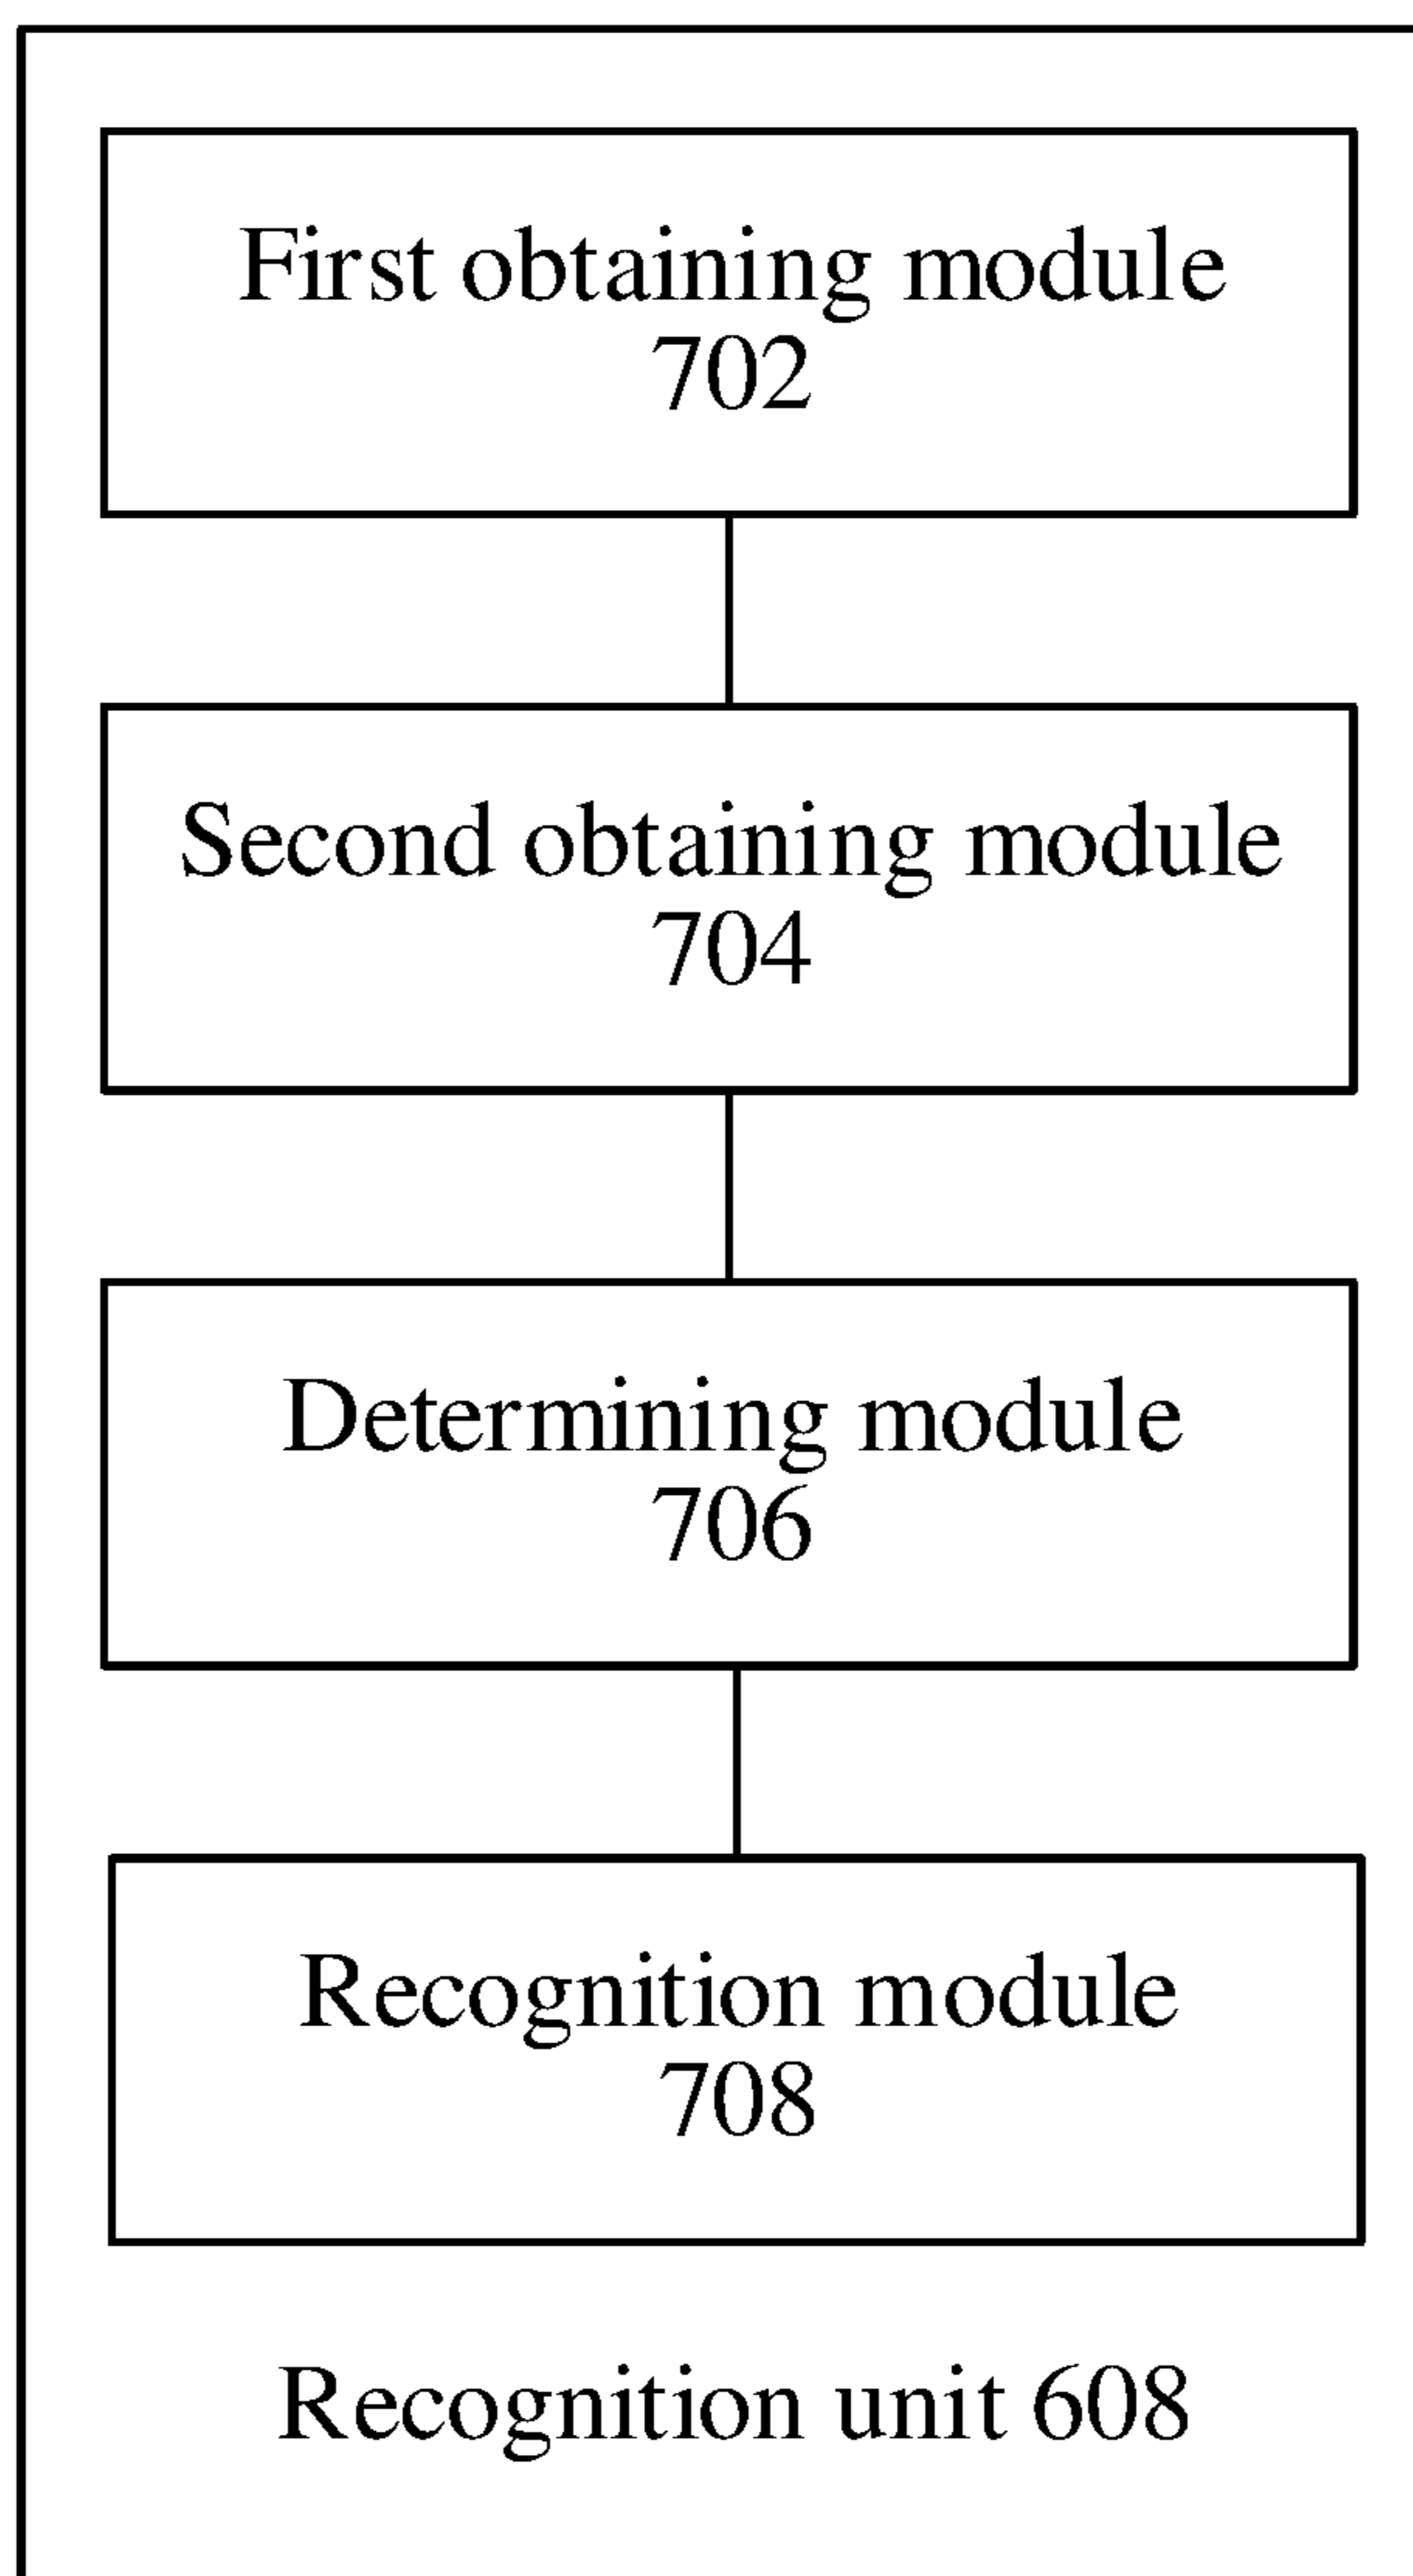 First obtaining module
702
Second obtaining module
704
Determining module
706
Recognition module
708
Recognition unit 608